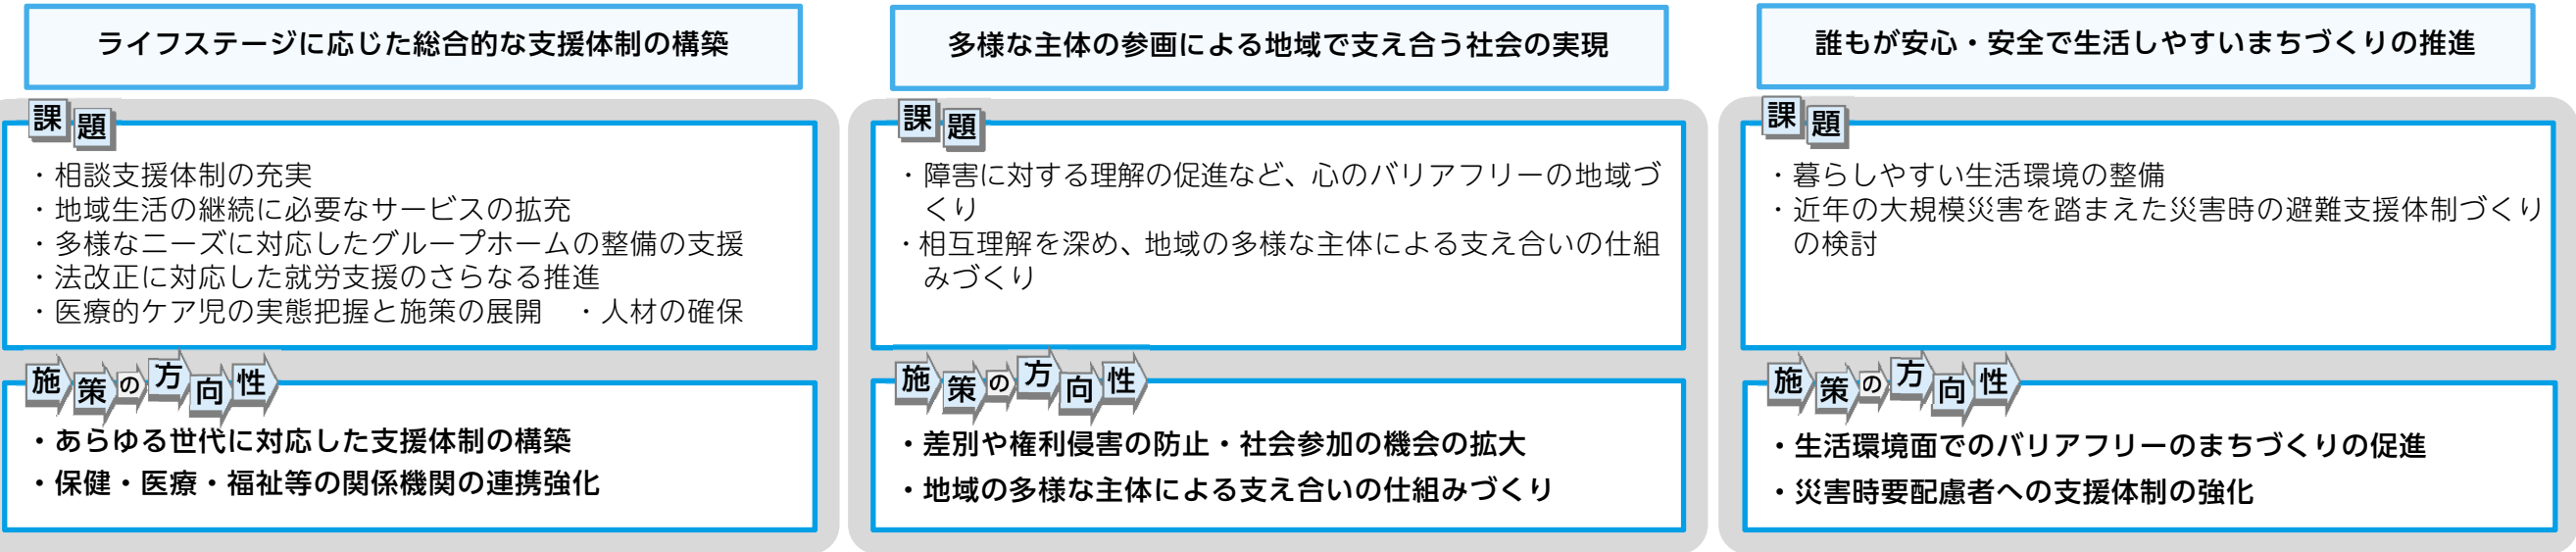 ライフステージに応じた総合的な支援体制の構築
課題
・相談支援体制の充実
・地域生活の継続に必要なサービスの拡充
・多様なニーズに対応したグループホームの整備の支援
・法改正に対応した就労支援のさらなる推進
・医療的ケア児の実態把握と施策の展開　・人材の確保
施策の方向性
・あらゆる世代に対応した支援体制の構築
・保健・医療・福祉等の関係機関の連携強化
多様な主体の参画による地域で支え合う社会の実現
課題
・障害に対する理解の促進など、心のバリアフリーの地域づ
くり
・相互理解を深め、地域の多様な主体による支え合いの仕組
みづくり
施策の方向性
・差別や権利侵害の防止・社会参加の機会の拡大
・地域の多様な主体による支え合いの仕組みづくり
誰もが安心・安全で生活しやすいまちづくりの推進
課題
・暮らしやすい生活環境の整備
・近年の大規模災害を踏まえた災害時の避難支援体制づくり
の検討
施策の方向性
・生活環境面でのバリアフリーのまちづくりの促進
・災害時要配慮者への支援体制の強化